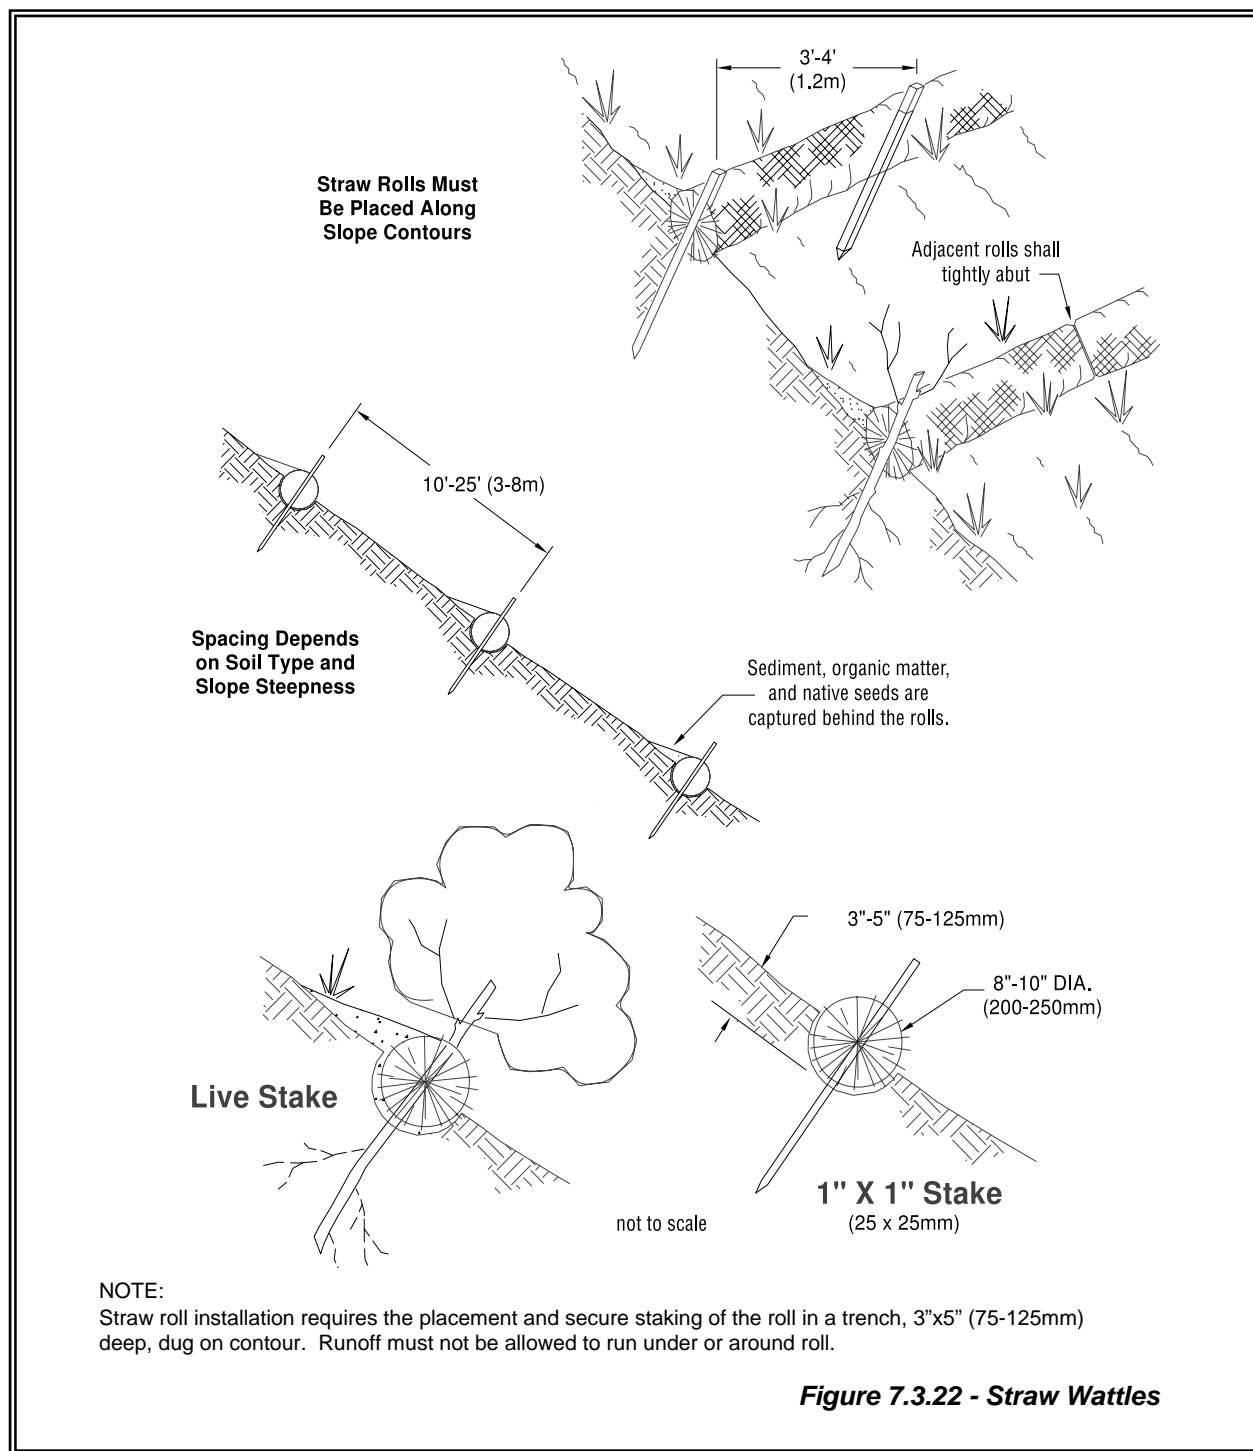 3'-4'
(1.2m)
Straw Rolls Must
Be Placed Along
Slope Contours
Adjacent rolls shall
tightly abut
10'-25' (3-8m)
Spacing Depends
on Soil Type and
Slope Steepness
Sediment, organic matter,
and native seeds are
captured behind the rolls.
3"-5" (75-125mm)
8"-10" DIA.
(200-250mm)
Live Stake
1" X 1" Stake
(25 x 25mm)
not to scale
NOTE:
Straw roll installation requires the placement and secure staking of the roll in a trench, 3”x5” (75-125mm)
deep, dug on contour.  Runoff must not be allowed to run under or around roll.
Figure 7.3.22 - Straw Wattles